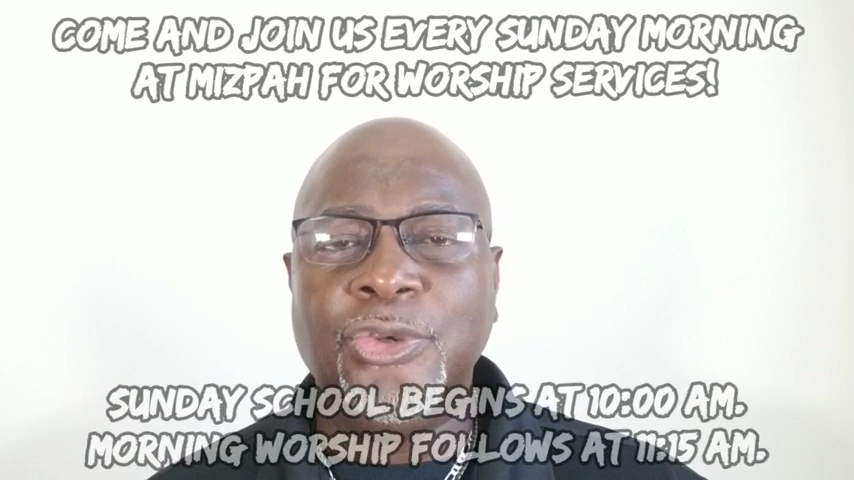 COME AND JOIN US EVERY SUNDAY MORNING
AT MIZPAH FOR WORSHIP SERVICES!
SUNDAY SCHOOL BEGINS AT 10:00 AM.
MORNING WORSHIP FOLLOWS AT 11:15 AM.